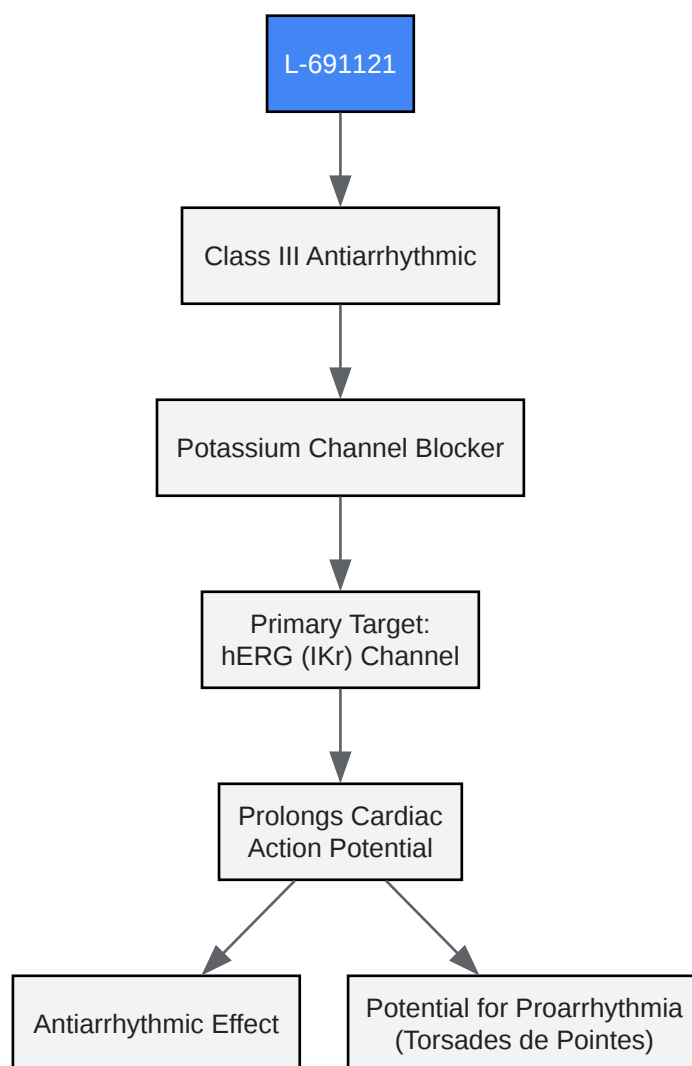 L-691121
Class III Antiarrhythmic
Potassium Channel Blocker
Primary Target:
hERG (IKr) Channel
Prolongs Cardiac
Action Potential
Antiarrhythmic Effect
Potential for Proarrhythmia
(Torsades de Pointes)